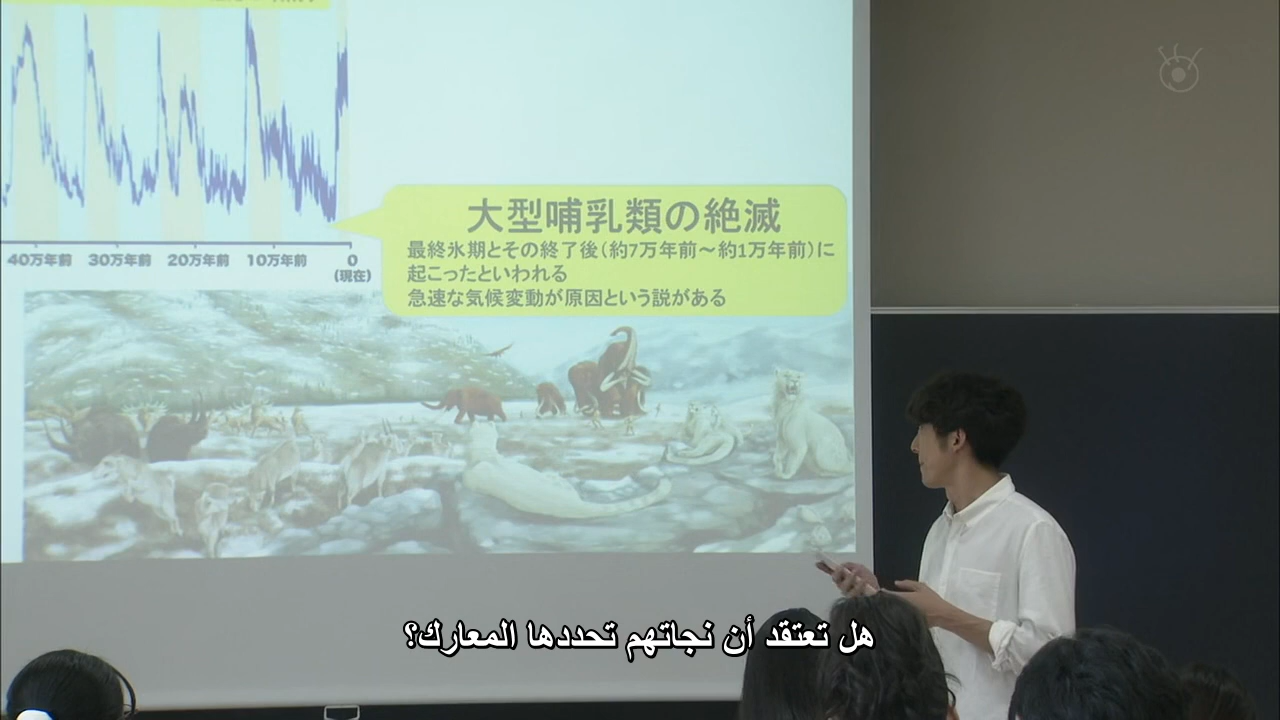 大型哺乳類の絶滅
最終氷期とその終了後（約7万年前～約1万年前）に
起こったといわれる
急速な気候変動が原因という説がある
40万年前 30万年前 20万年前 10万年前 0
(現在)
هل تعتقد أن نجاتهم تحددها المعارك؟